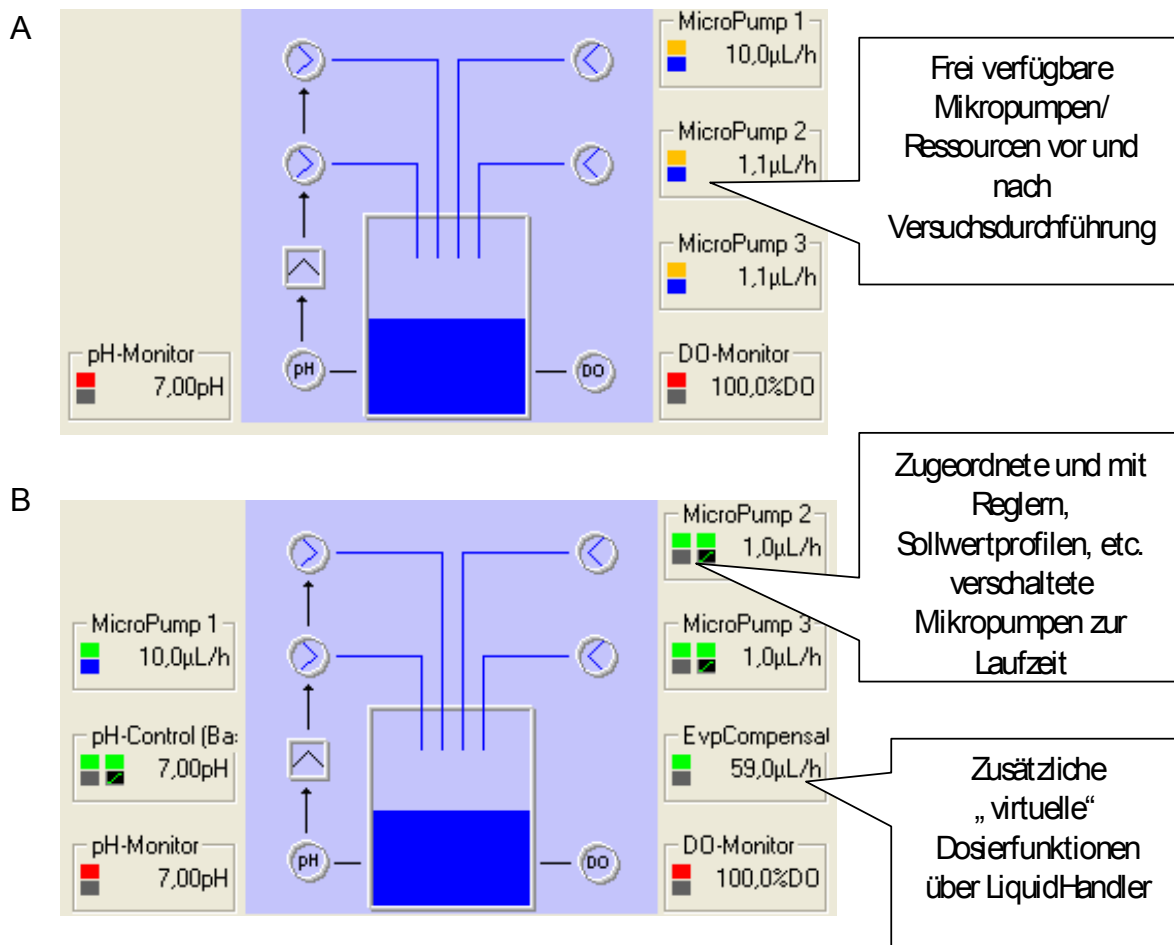 A
MicroPump 1
10,0µL/h
MicroPump 2
1,1µL/h
MicroPump 3
1,1µL/h
pH-Monitor
7,00pH
pH
DO
DO-Monitor
100,0%DO
Frei verfügbare
Mikropumpen/
Ressourcen vor und
nach
Versuchsdurchführung
B
MicroPump 1
10,0µL/h
pH-Control (Ba:
7,00pH
pH-Monitor
7,00pH
pH
DO
MicroPump 2
1,0µL/h
MicroPump 3
1,0µL/h
EvpCompensat
59,0µL/h
DO-Monitor
100,0%DO
Zugeordnete und mit
Reglern,
Sollwertprofilen, etc.
verschaltete
Mikropumpen zur
Laufzeit
Zusätzliche
„virtuelle“
Dosierfunktionen
über LiquidHandler